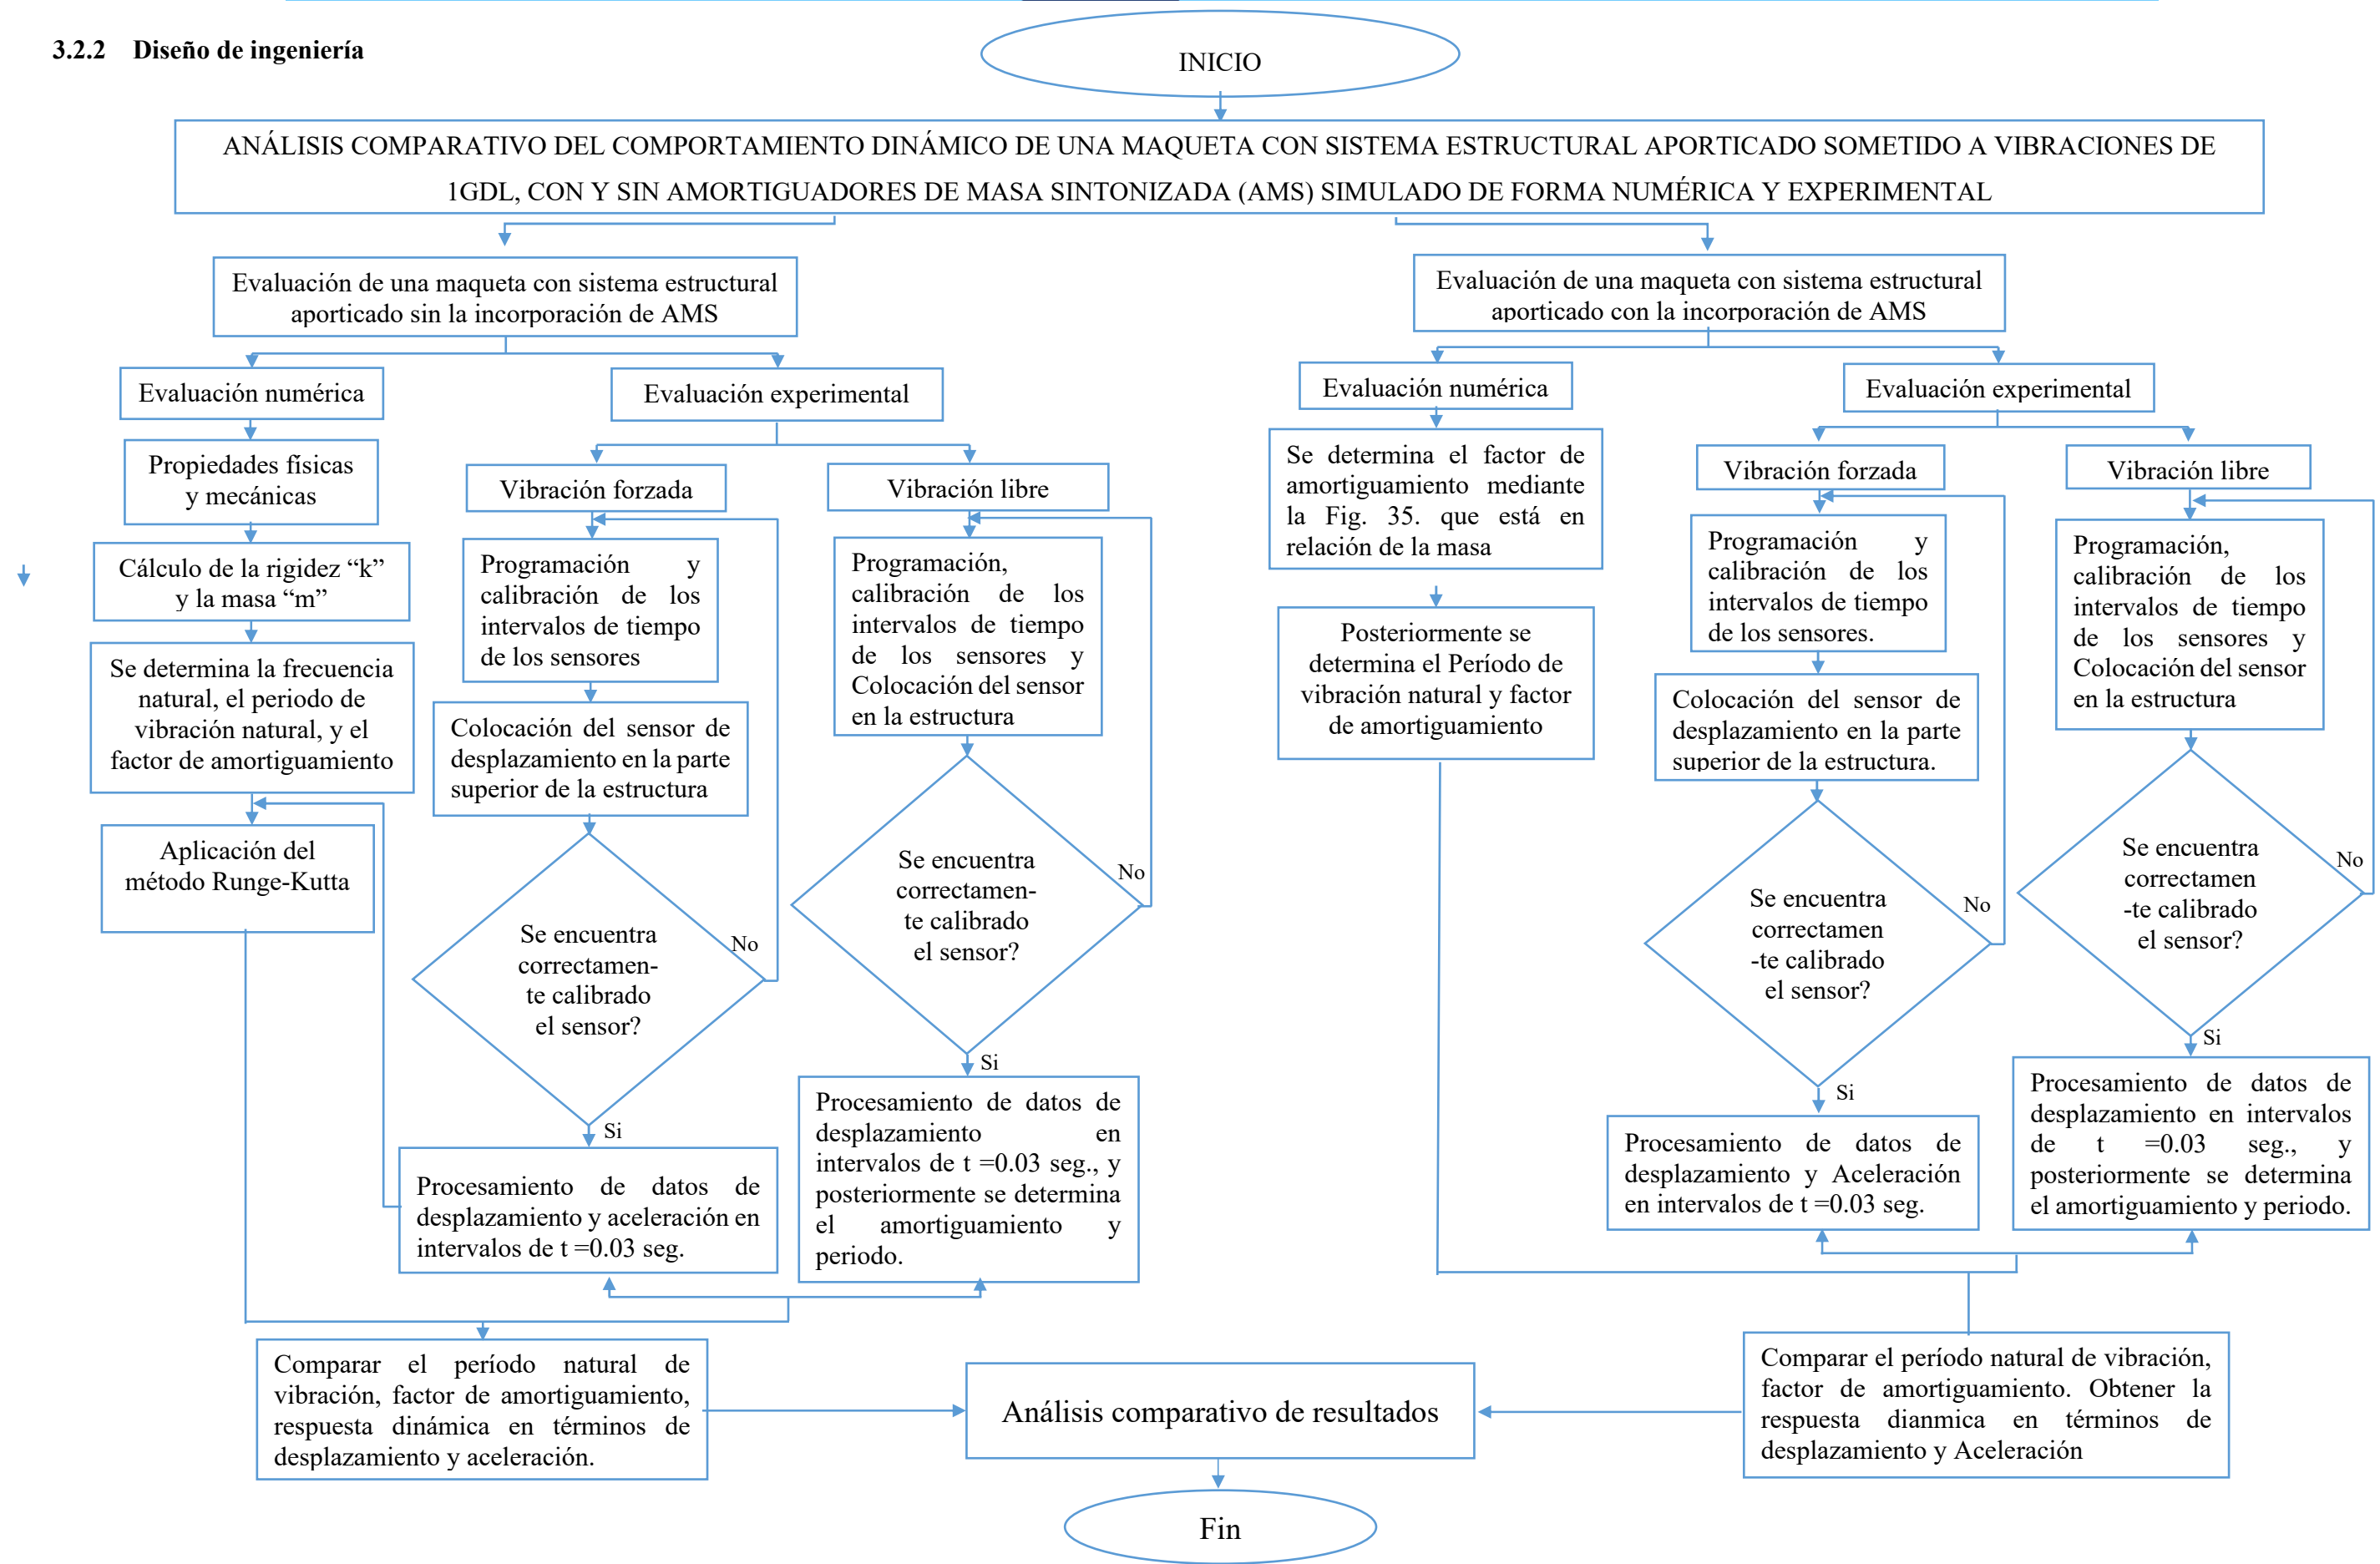 3.2.2 Diseño de ingeniería
INICIO
ANÁLISIS COMPARATIVO DEL COMPORTAMIENTO DINÁMICO DE UNA MAQUETA CON SISTEMA ESTRUCTURAL APORTICADO SOMETIDO A VIBRACIONES DE
1GDL, CON Y SIN AMORTIGUADORES DE MASA SINTONIZADA (AMS) SIMULADO DE FORMA NUMÉRICA Y EXPERIMENTAL
Evaluación de una maqueta con sistema estructural
aporticado sin la incorporación de AMS
Evaluación numérica
Propiedades físicas
y mecánicas
Cálculo de la rigidez “k”
y la masa “m”
Se determina la frecuencia
natural, el periodo de
vibración natural, y el
factor de amortiguamiento
Aplicación del
método Runge-Kutta
Evaluación experimental
Vibración forzada
Programación y
calibración de los
intervalos de tiempo
de los sensores
Colocación del sensor de
desplazamiento en la parte
superior de la estructura
Se encuentra
correctamen-
te calibrado
el sensor?
No
Si
Procesamiento de datos de
desplazamiento y aceleración en
intervalos de t =0.03 seg.
Vibración libre
Programación,
calibración de los
intervalos de tiempo
de los sensores y
Colocación del sensor
en la estructura
Se encuentra
correctamen-
te calibrado
el sensor?
No
Si
Procesamiento de datos de
desplazamiento en
intervalos de t =0.03 seg., y
posteriormente se determina
el amortiguamiento y
periodo.
Comparar el período natural de
vibración, factor de amortiguamiento,
respuesta dinámica en términos de
desplazamiento y aceleración.
Evaluación de una maqueta con sistema estructural
aporticado con la incorporación de AMS
Evaluación numérica
Se determina el factor de
amortiguamiento mediante
la Fig. 35. que está en
relación de la masa
Posteriormente se
determina el Período de
vibración natural y factor
de amortiguamiento
Evaluación experimental
Vibración forzada
Programación y
calibración de los
intervalos de tiempo
de los sensores.
Colocación del sensor de
desplazamiento en la parte
superior de la estructura.
Se encuentra
correctamen
-te calibrado
el sensor?
No
Si
Procesamiento de datos de
desplazamiento y Aceleración
en intervalos de t =0.03 seg.
Vibración libre
Programación,
calibración de los
intervalos de tiempo
de los sensores y
Colocación del sensor
en la estructura
Se encuentra
correctamen
-te calibrado
el sensor?
No
Si
Procesamiento de datos de
desplazamiento en intervalos
de t =0.03 seg., y
posteriormente se determina
el amortiguamiento y periodo.
Comparar el período natural de vibración,
factor de amortiguamiento. Obtener la
respuesta dianmica en términos de
desplazamiento y Aceleración
Análisis comparativo de resultados
Fin